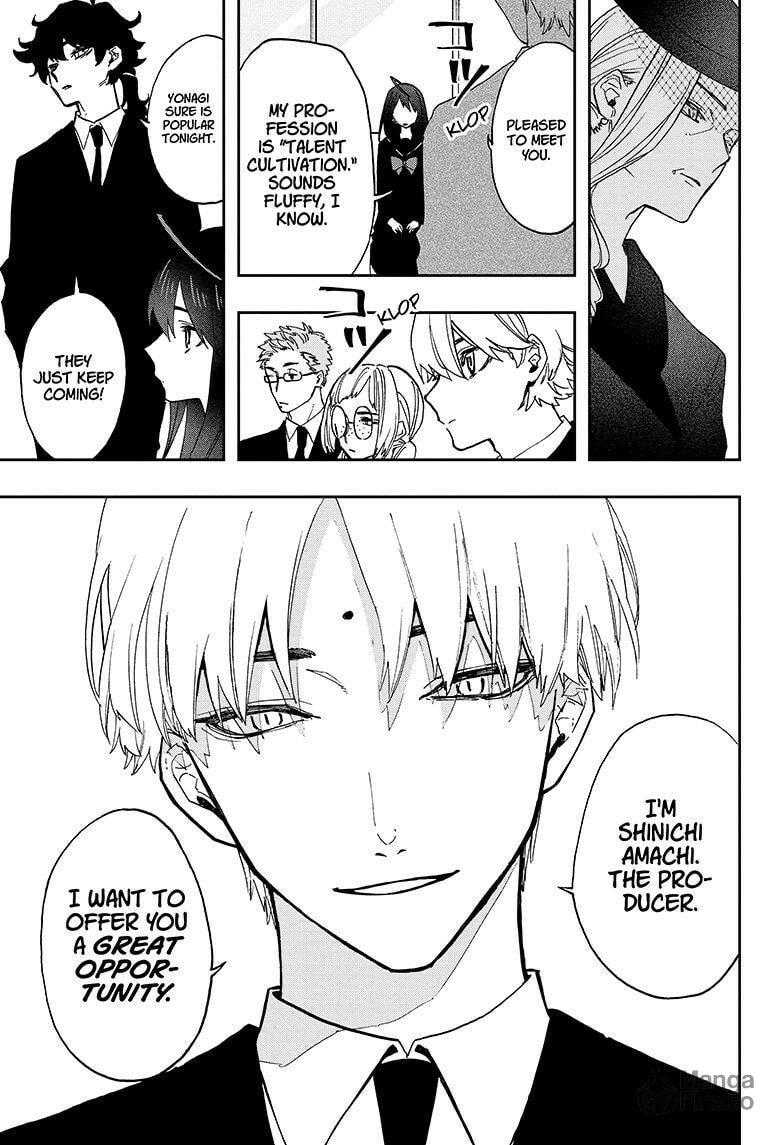 コ"
KLOP
PLEASED
TO MEET
YOU.
MY PRO-
FESSION
IS "TALENT
CULTIVATION."
SOUNDS
FLUFFY, I
KNOW.
YONAGI
SURE IS
POPULAR
TONIGHT.
コ"
KLOP
THEY
JUST KEEP
COMING!
I'M
SHINICHI
AMACHI.
THE PRO-
DUCER.
I WANT TO
OFFER YOU
A GREAT
OPPOR-
TUNITY.
Manga
Fire.to